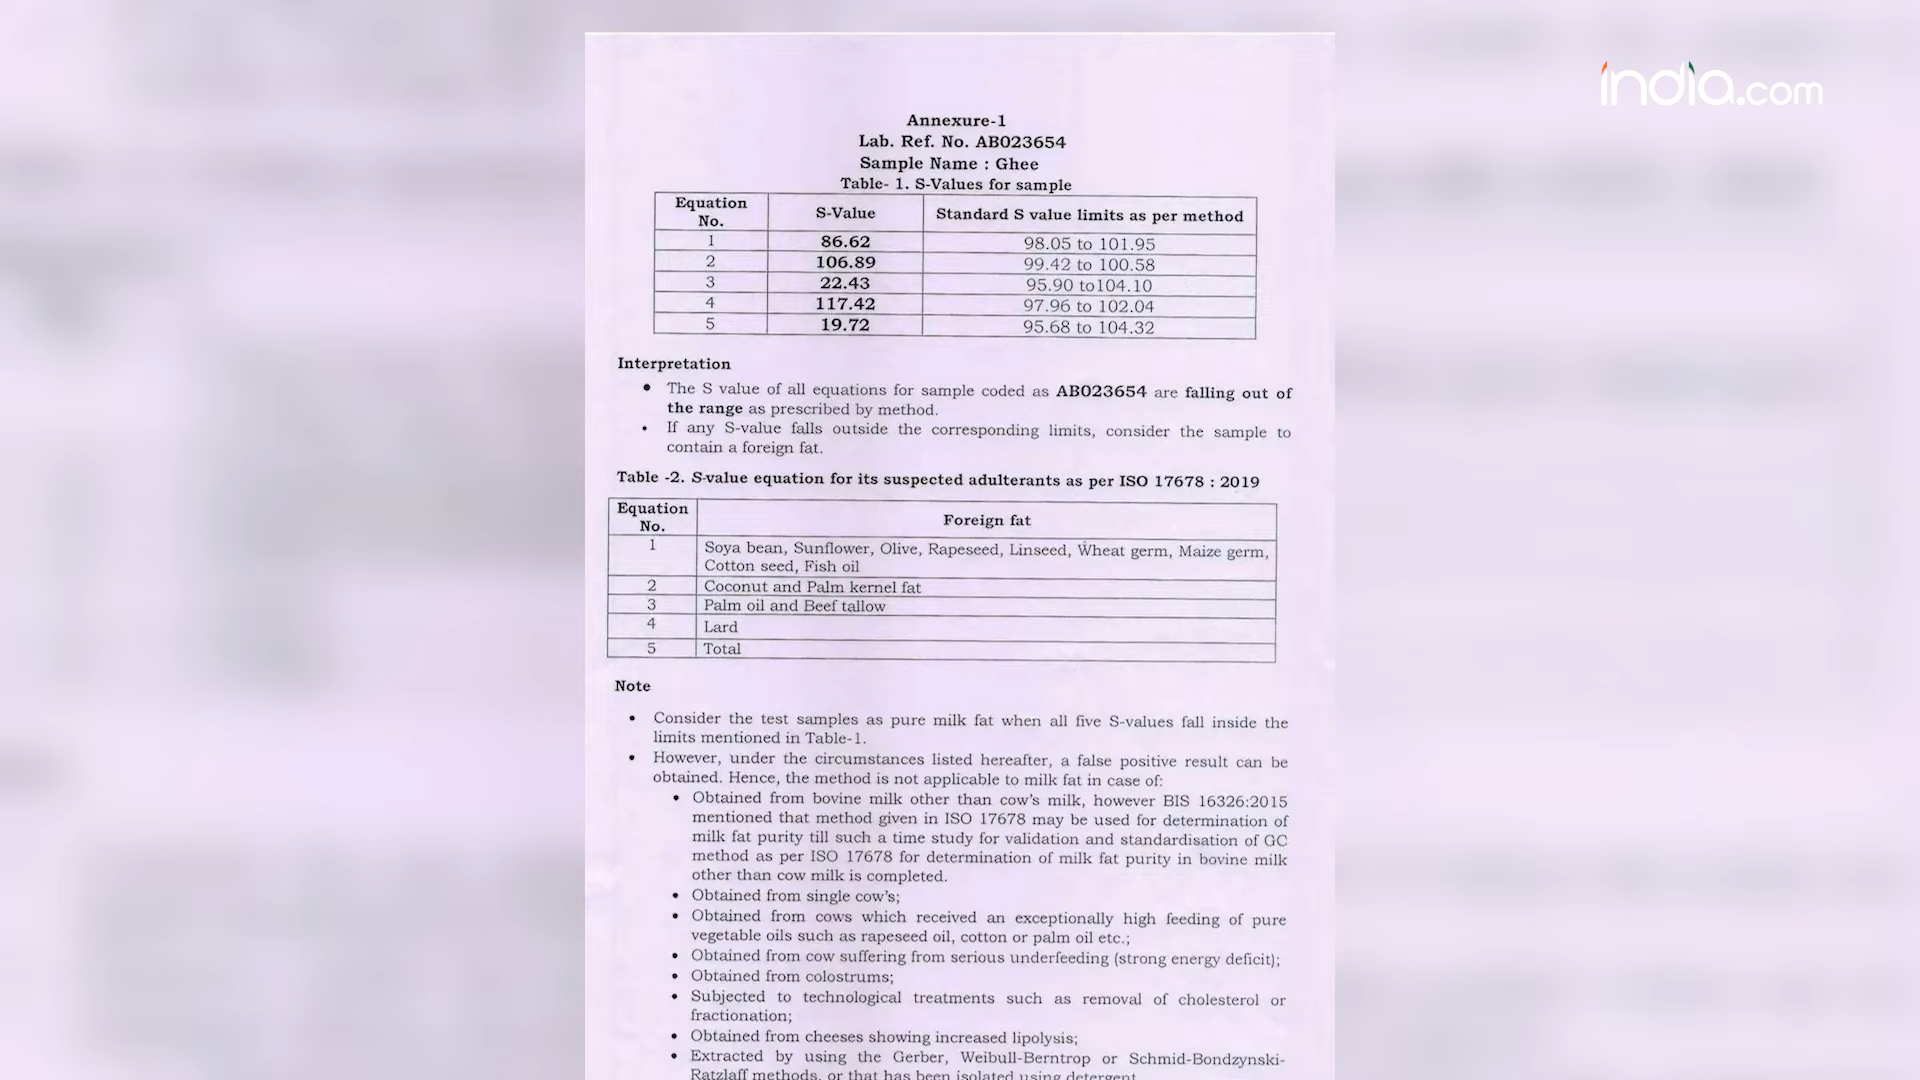 india.com
Annexure-1
Lab. Ref. No. AB023654
Sample Name : Ghee
Table- 1. S-Values for sample
Equation No. S-Value Standard S value limits as per method
1 86.62 98.05 to 101.95
2 106.89 99.42 to 100.58
3 22.43 95.90 to104.10
4 117.42 97.96 to 102.04
5 19.72 95.68 to 104.32
Interpretation
• The S value of all equations for sample coded as AB023654 are falling out of
the range as prescribed by method.
• If any S-value falls outside the corresponding limits, consider the sample to
contain a foreign fat.
Table -2. S-value equation for its suspected adulterants as per ISO 17678 : 2019
Equation No. Foreign fat
1 Soya bean, Sunflower, Olive, Rapeseed, Linseed, Wheat germ, Maize germ,
Cotton seed, Fish oil
2 Coconut and Palm kernel fat
3 Palm oil and Beef tallow
4 Lard
5 Total
Note
• Consider the test samples as pure milk fat when all five S-values fall inside the
limits mentioned in Table-1.
• However, under the circumstances listed hereafter, a false positive result can be
obtained. Hence, the method is not applicable to milk fat in case of:
• Obtained from bovine milk other than cow's milk, however BIS 16326:2015
mentioned that method given in ISO 17678 may be used for determination of
milk fat purity till such a time study for validation and standardisation of GC
method as per ISO 17678 for determination of milk fat purity in bovine milk
other than cow milk is completed.
• Obtained from single cow's;
• Obtained from cows which received an exceptionally high feeding of pure
vegetable oils such as rapeseed oil, cotton or palm oil etc.;
• Obtained from cow suffering from serious underfeeding (strong energy deficit);
• Obtained from colostrums;
• Subjected to technological treatments such as removal of cholesterol or
fractionation;
• Obtained from cheeses showing increased lipolysis;
• Extracted by using the Gerber, Weibull-Berntrop or Schmid-Bondzynski-
Ratzlaff methods, or that has been isolated using detergent